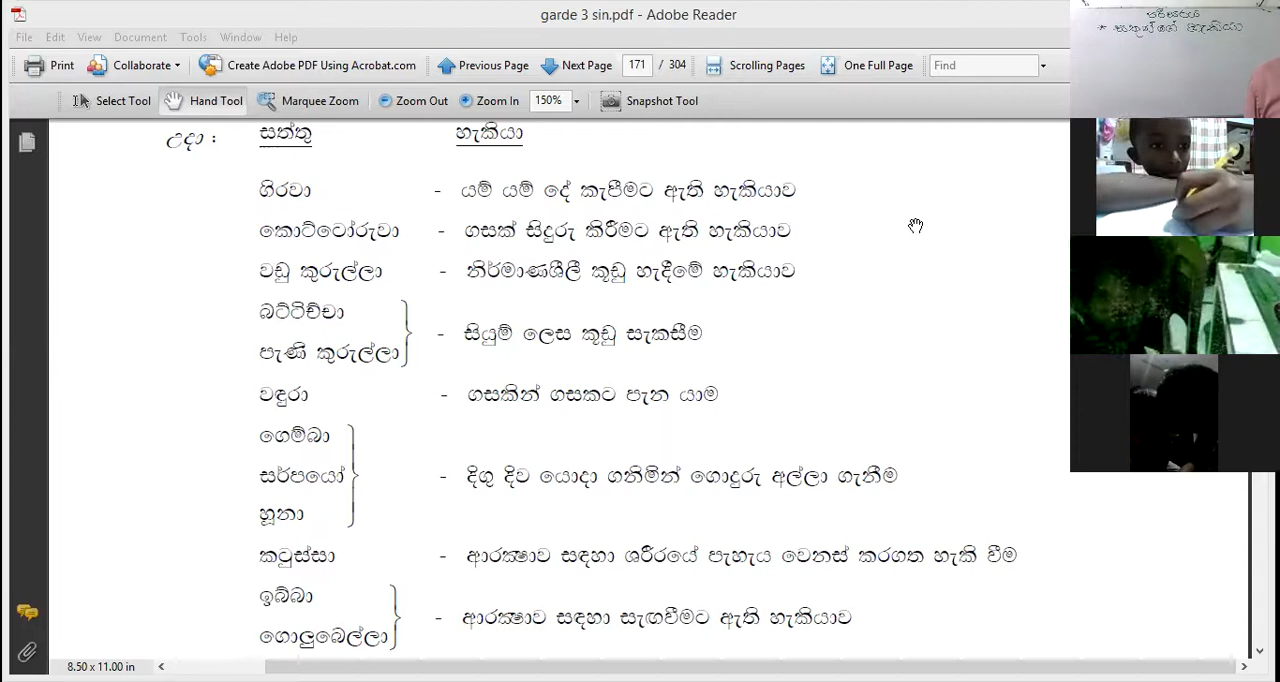 garde 3 sin.pdf - Adobe Reader
File Edit View Document Tools Window Help
Print Collaborate Create Adobe PDF Using Acrobat.com Previous Page Next Page 171 / 304 Scrolling Pages One Full Page Find
Select Tool Hand Tool Marquee Zoom Zoom Out Zoom In 150% Snapshot Tool
පරිසරය
* සතුන්ගේ හැකියා
උදා : සත්තු හැකියා
ගිරවා - යම් යම් දේ කැපීමට ඇති හැකියාව
කොට්ටෝරුවා - ගසක් සිදුරු කිරීමට ඇති හැකියාව
වඩු කුරුල්ලා - නිර්මාණශීලී කූඩු හැදීමේ හැකියාව
බට්ටිච්චා
පැණි කුරුල්ලා - සියුම් ලෙස කූඩු සැකසීම
වඳුරා - ගසකින් ගසකට පැන යාම
ගෙම්බා
සර්පයෝ - දිගු දිව යොදා ගනිමින් ගොදුරු අල්ලා ගැනීම
හූනා
කටුස්සා - ආරක්‍ෂාව සඳහා ශරීරයේ පැහැය වෙනස් කරගත හැකි වීම
ඉබ්බා
ගොලුබෙල්ලා - ආරක්‍ෂාව සඳහා සැඟවීමට ඇති හැකියාව
8.50 x 11.00 in